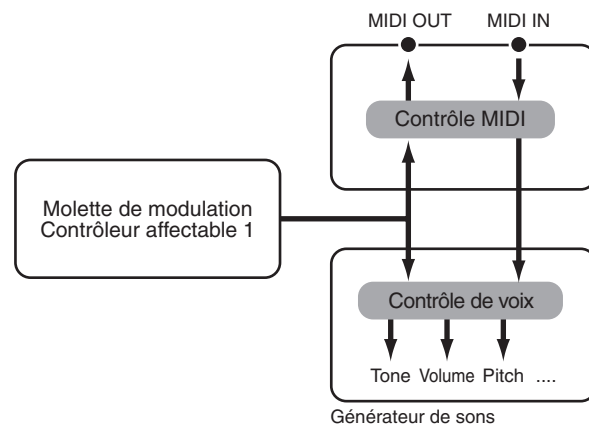 MIDI OUT MIDI IN
Contrôle MIDI
Molette de modulation
Contrôleur affectable 1
Contrôle de voix
Tone Volume Pitch ....
Générateur de sons